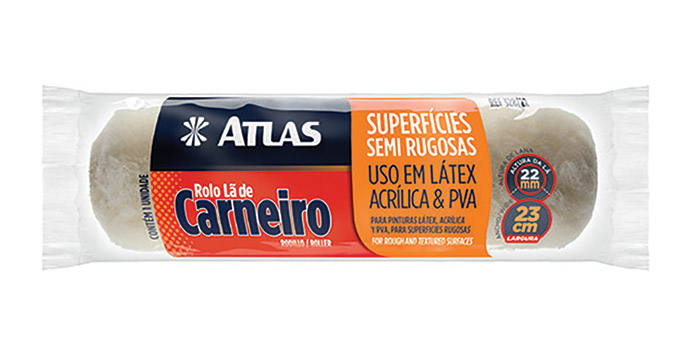 ATLAS
Rolo Lã de
Carneiro
RODILLO / ROLLER
CONTÉM 1 UNIDADE
SUPERFÍCIES
SEMI RUGOSAS
USO EM LÁTEX
ACRÍLICA & PVA
PARA PINTURAS LÁTEX, ACRÍLICA
Y PVA, PARA SUPERFICIES RUGOSAS
FOR ROUGH AND TEXTURED SURFACES
ALTURA DA LÃ
22
mm
23
cm
LARGURA